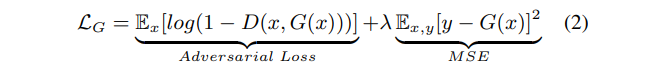 ℒ_G = 𝔼_x[log(1 − D(x, G(x)))] + λ 𝔼_{x,y}[y − G(x)]² (2)
Adversarial Loss MSE